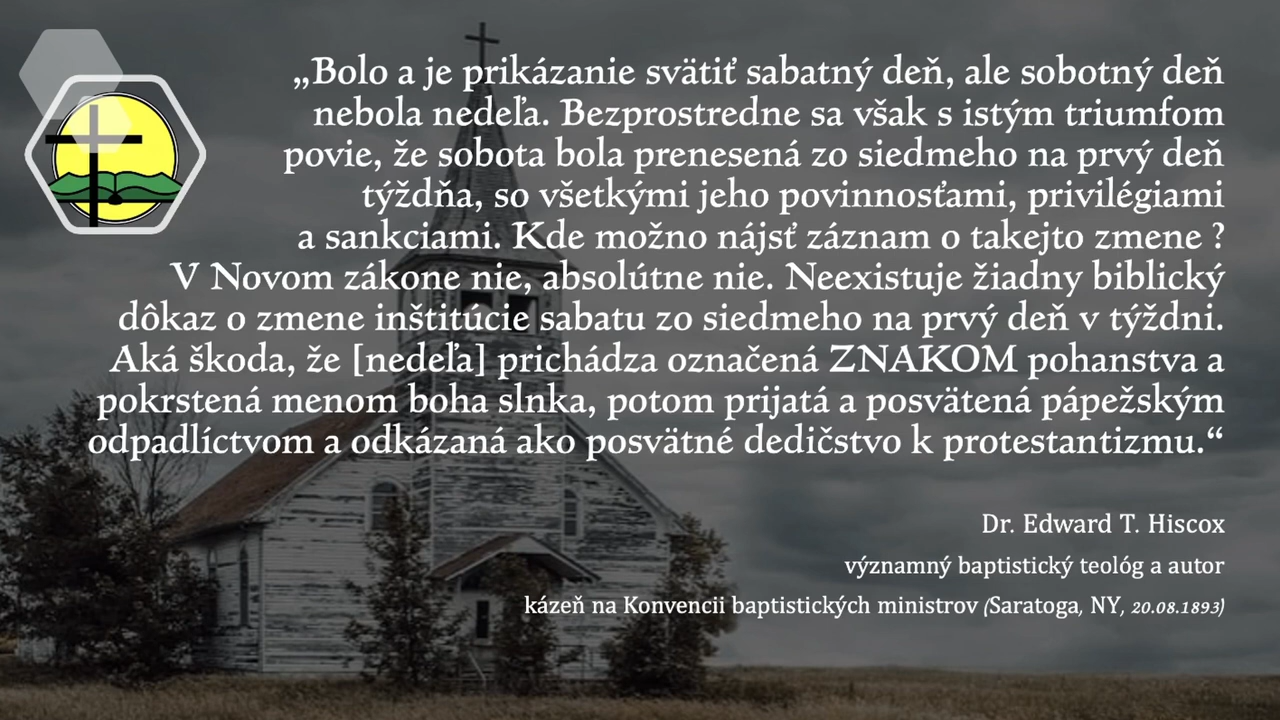 „Bolo a je prikázanie svätiť sabatný deň, ale sobotný deň
nebola nedeľa. Bezprostredne sa však s istým triumfom
povie, že sobota bola prenesená zo siedmeho na prvý deň
týždňa, so všetkými jeho povinnosťami, privilégiami
a sankciami. Kde možno nájsť záznam o takejto zmene ?
V Novom zákone nie, absolútne nie. Neexistuje žiadny biblický
dôkaz o zmene inštitúcie sabatu zo siedmeho na prvý deň v týždni.
Aká škoda, že [nedeľa] prichádza označená ZNAKOM pohanstva a
pokrstená menom boha slnka, potom prijatá a posvätená pápežským
odpadlíctvom a odkázaná ako posvätné dedičstvo k protestantizmu.“
Dr. Edward T. Hiscox
významný baptistický teológ a autor
kázeň na Konvencii baptistických ministrov (Saratoga, NY, 20.08.1893)